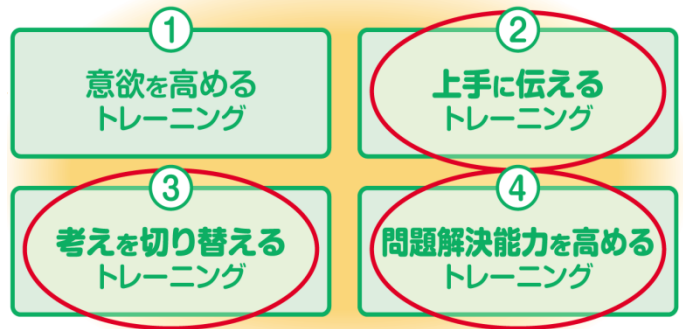 ①
意欲を高める
トレーニング
②
上手に伝える
トレーニング
③
考えを切り替える
トレーニング
④
問題解決能力を高める
トレーニング